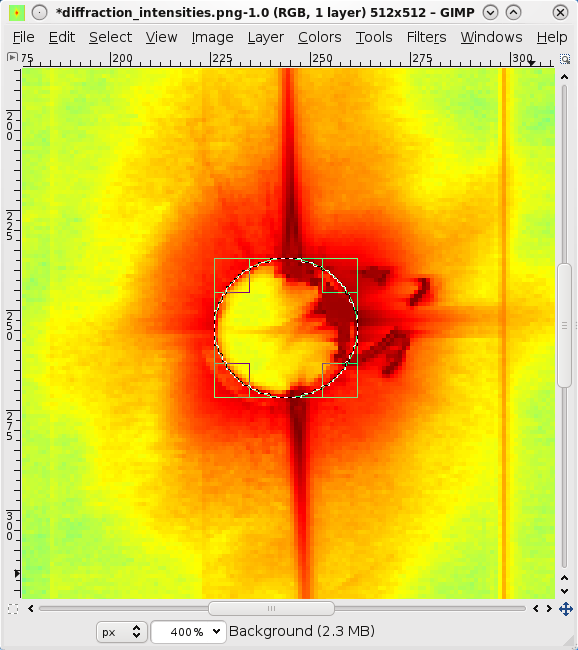 *diffraction_intensities.png-1.0 (RGB, 1 layer) 512x512 – GIMP
File Edit Select View Image Layer Colors Tools Filters Windows Help
75 200 225 250 275 300
200
225
250
275
300
px 400% Background (2.3 MB)